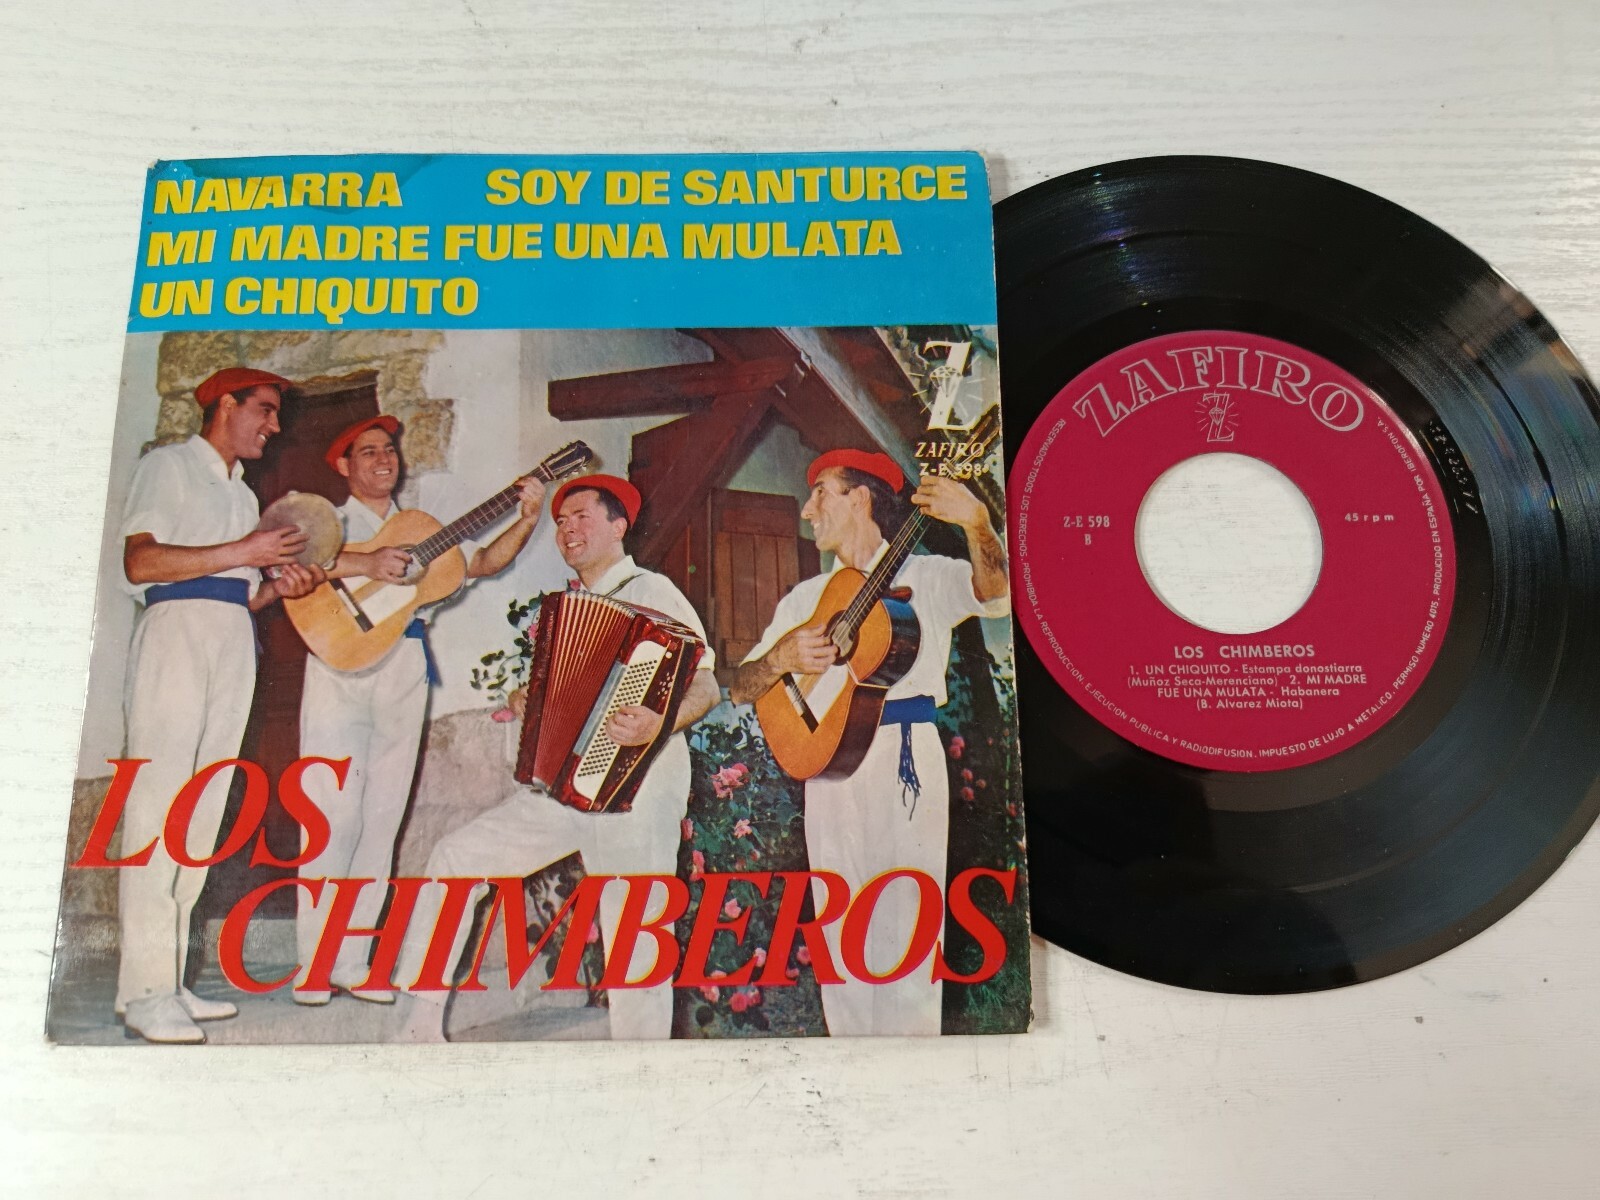 NAVARRA SOY DE SANTURCE
MI MADRE FUE UNA MULATA
UN CHIQUITO
Z
ZAFIRO
Z-E 598
LOS
CHIMBEROS
ZAFIRO
Z
Z-E 598
B
45 rpm
LOS CHIMBEROS
1. UN CHIQUITO - Estampa donostiarra
(Muñoz Seca-Merenciano) 2. MI MADRE
FUE UNA MULATA - Habanera
(B. Alvarez Miota)
RESERVADOS TODOS LOS DERECHOS. PROHIBIDA LA REPRODUCCION, EJECUCION PUBLICA Y RADIODIFUSION. IMPUESTO DE LUJO A METALICO. PERMISO NUMERO 4015. PRODUCIDO EN ESPAÑA POR IBEROFON S.A.